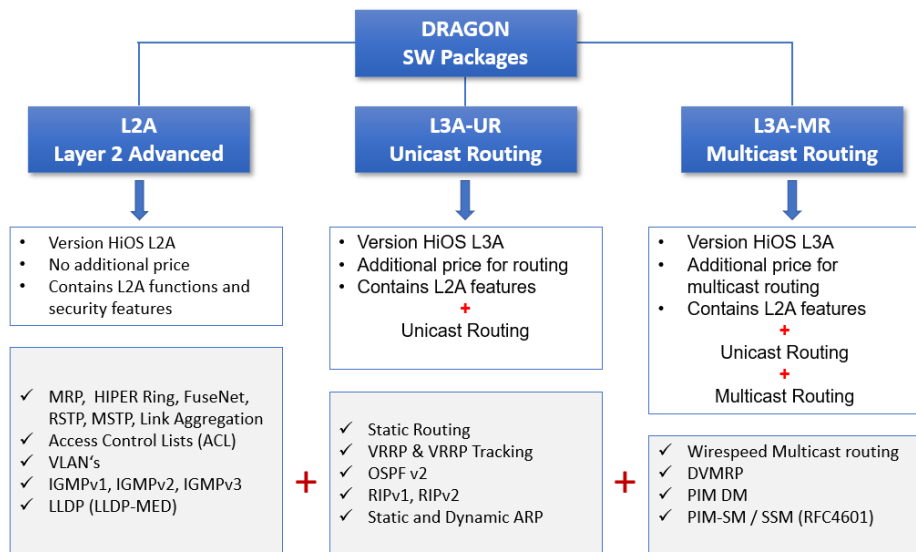 DRAGON
SW Packages
L2A
Layer 2 Advanced
L3A-UR
Unicast Routing
L3A-MR
Multicast Routing
• Version HiOS L2A
• No additional price
• Contains L2A functions and
security features
• Version HiOS L3A
• Additional price for routing
• Contains L2A features
+
Unicast Routing
• Version HiOS L3A
• Additional price for
multicast routing
• Contains L2A features
+
Unicast Routing
+
Multicast Routing
✓ MRP, HIPER Ring, FuseNet,
RSTP, MSTP, Link Aggregation
✓ Access Control Lists (ACL)
✓ VLAN‘s
✓ IGMPv1, IGMPv2, IGMPv3
✓ LLDP (LLDP-MED)
+
✓ Static Routing
✓ VRRP & VRRP Tracking
✓ OSPF v2
✓ RIPv1, RIPv2
✓ Static and Dynamic ARP
+
✓ Wirespeed Multicast routing
✓ DVMRP
✓ PIM DM
✓ PIM-SM / SSM (RFC4601)